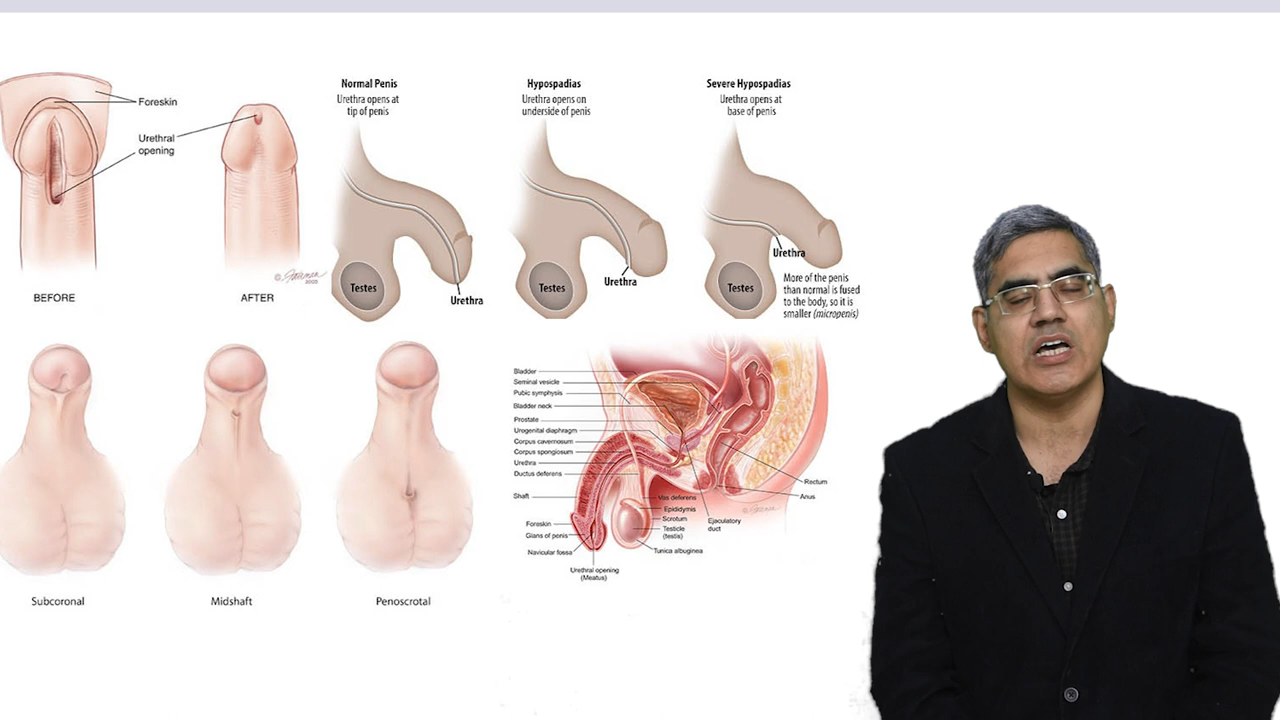 Foreskin
Urethral
opening
BEFORE
AFTER
2003
Normal Penis
Urethra opens at
tip of penis
Testes
Urethra
Hypospadias
Urethra opens on
underside of penis
Testes
Urethra
Severe Hypospadias
Urethra opens at
base of penis
Testes
Urethra
More of the penis
than normal is fused
to the body, so it is
smaller (micropenis)
Subcoronal
Midshaft
Penoscrotal
Bladder
Seminal vesicle
Pubic symphysis
Bladder neck
Prostate
Urogenital diaphragm
Corpus cavernosum
Corpus spongiosum
Urethra
Ductus deferens
Shaft
Foreskin
Glans of penis
Navicular fossa
Urethral opening
(Meatus)
Vas deferens
Epididymis
Scrotum
Testicle
(testis)
Tunica albuginea
Ejaculatory
duct
Rectum
Anus